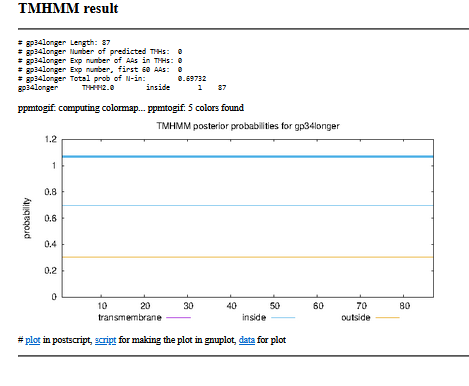 TMHMM result
# gp34longer Length: 87
# gp34longer Number of predicted TMHs: 0
# gp34longer Exp number of AAs in TMHs: 0
# gp34longer Exp number, first 60 AAs: 0
# gp34longer Total prob of N-in: 0.69732
gp34longer TMHMM2.0 inside 1 87
ppmtogif: computing colormap... ppmtogif: 5 colors found
TMHMM posterior probabilities for gp34longer
1.2
1
0.8
0.6
0.4
0.2
0
probability
10 20 30 40 50 60 70 80
transmembrane inside outside
# plot in postscript, script for making the plot in gnuplot, data for plot